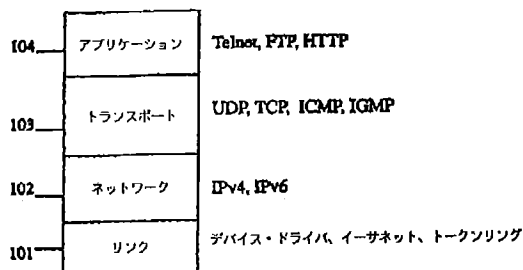 104 アプリケーション Telnet, FTP, HTTP
103 トランスポート UDP, TCP, ICMP, IGMP
102 ネットワーク IPv4, IPv6
101 リンク デバイス・ドライバ、イーサネット、トークンリング